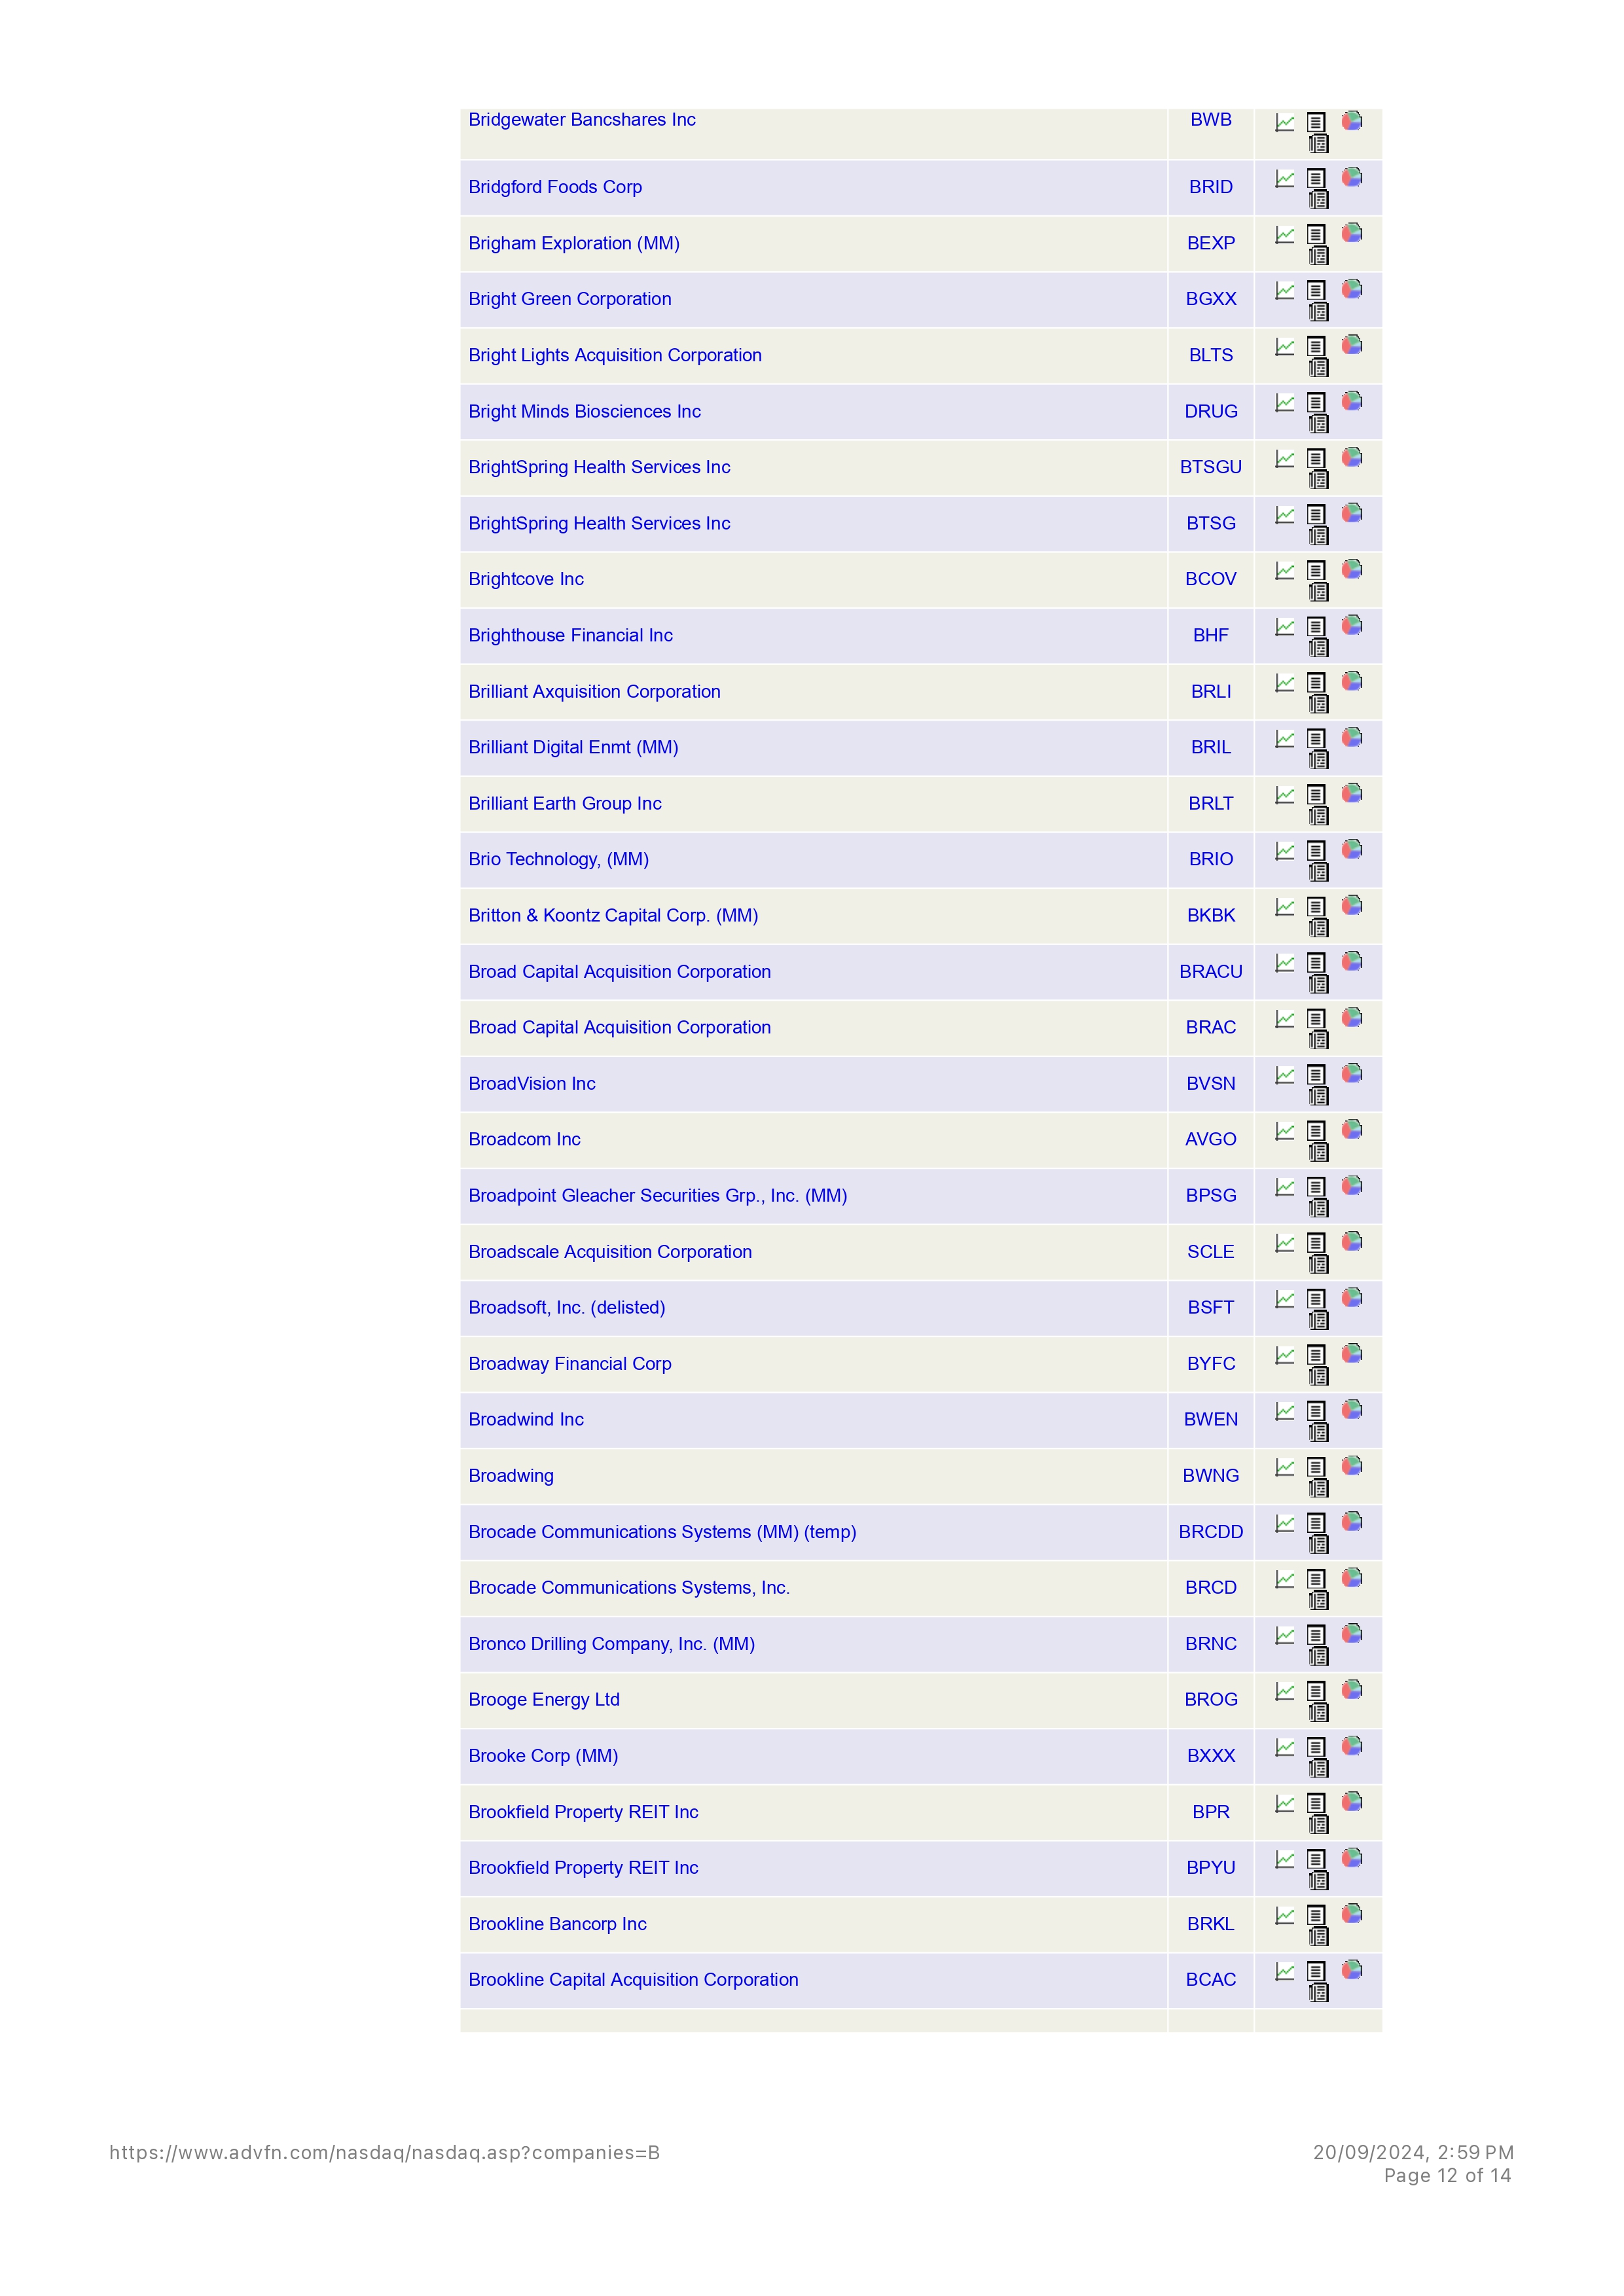 Bridgewater Bancshares Inc BWB
Bridgford Foods Corp BRID
Brigham Exploration (MM) BEXP
Bright Green Corporation BGXX
Bright Lights Acquisition Corporation BLTS
Bright Minds Biosciences Inc DRUG
BrightSpring Health Services Inc BTSGU
BrightSpring Health Services Inc BTSG
Brightcove Inc BCOV
Brighthouse Financial Inc BHF
Brilliant Axquisition Corporation BRLI
Brilliant Digital Enmt (MM) BRIL
Brilliant Earth Group Inc BRLT
Brio Technology, (MM) BRIO
Britton & Koontz Capital Corp. (MM) BKBK
Broad Capital Acquisition Corporation BRACU
Broad Capital Acquisition Corporation BRAC
BroadVision Inc BVSN
Broadcom Inc AVGO
Broadpoint Gleacher Securities Grp., Inc. (MM) BPSG
Broadscale Acquisition Corporation SCLE
Broadsoft, Inc. (delisted) BSFT
Broadway Financial Corp BYFC
Broadwind Inc BWEN
Broadwing BWNG
Brocade Communications Systems (MM) (temp) BRCDD
Brocade Communications Systems, Inc. BRCD
Bronco Drilling Company, Inc. (MM) BRNC
Brooge Energy Ltd BROG
Brooke Corp (MM) BXXX
Brookfield Property REIT Inc BPR
Brookfield Property REIT Inc BPYU
Brookline Bancorp Inc BRKL
Brookline Capital Acquisition Corporation BCAC
https://www.advfn.com/nasdaq/nasdaq.asp?companies=B 20/09/2024, 2:59 PM
Page 12 of 14